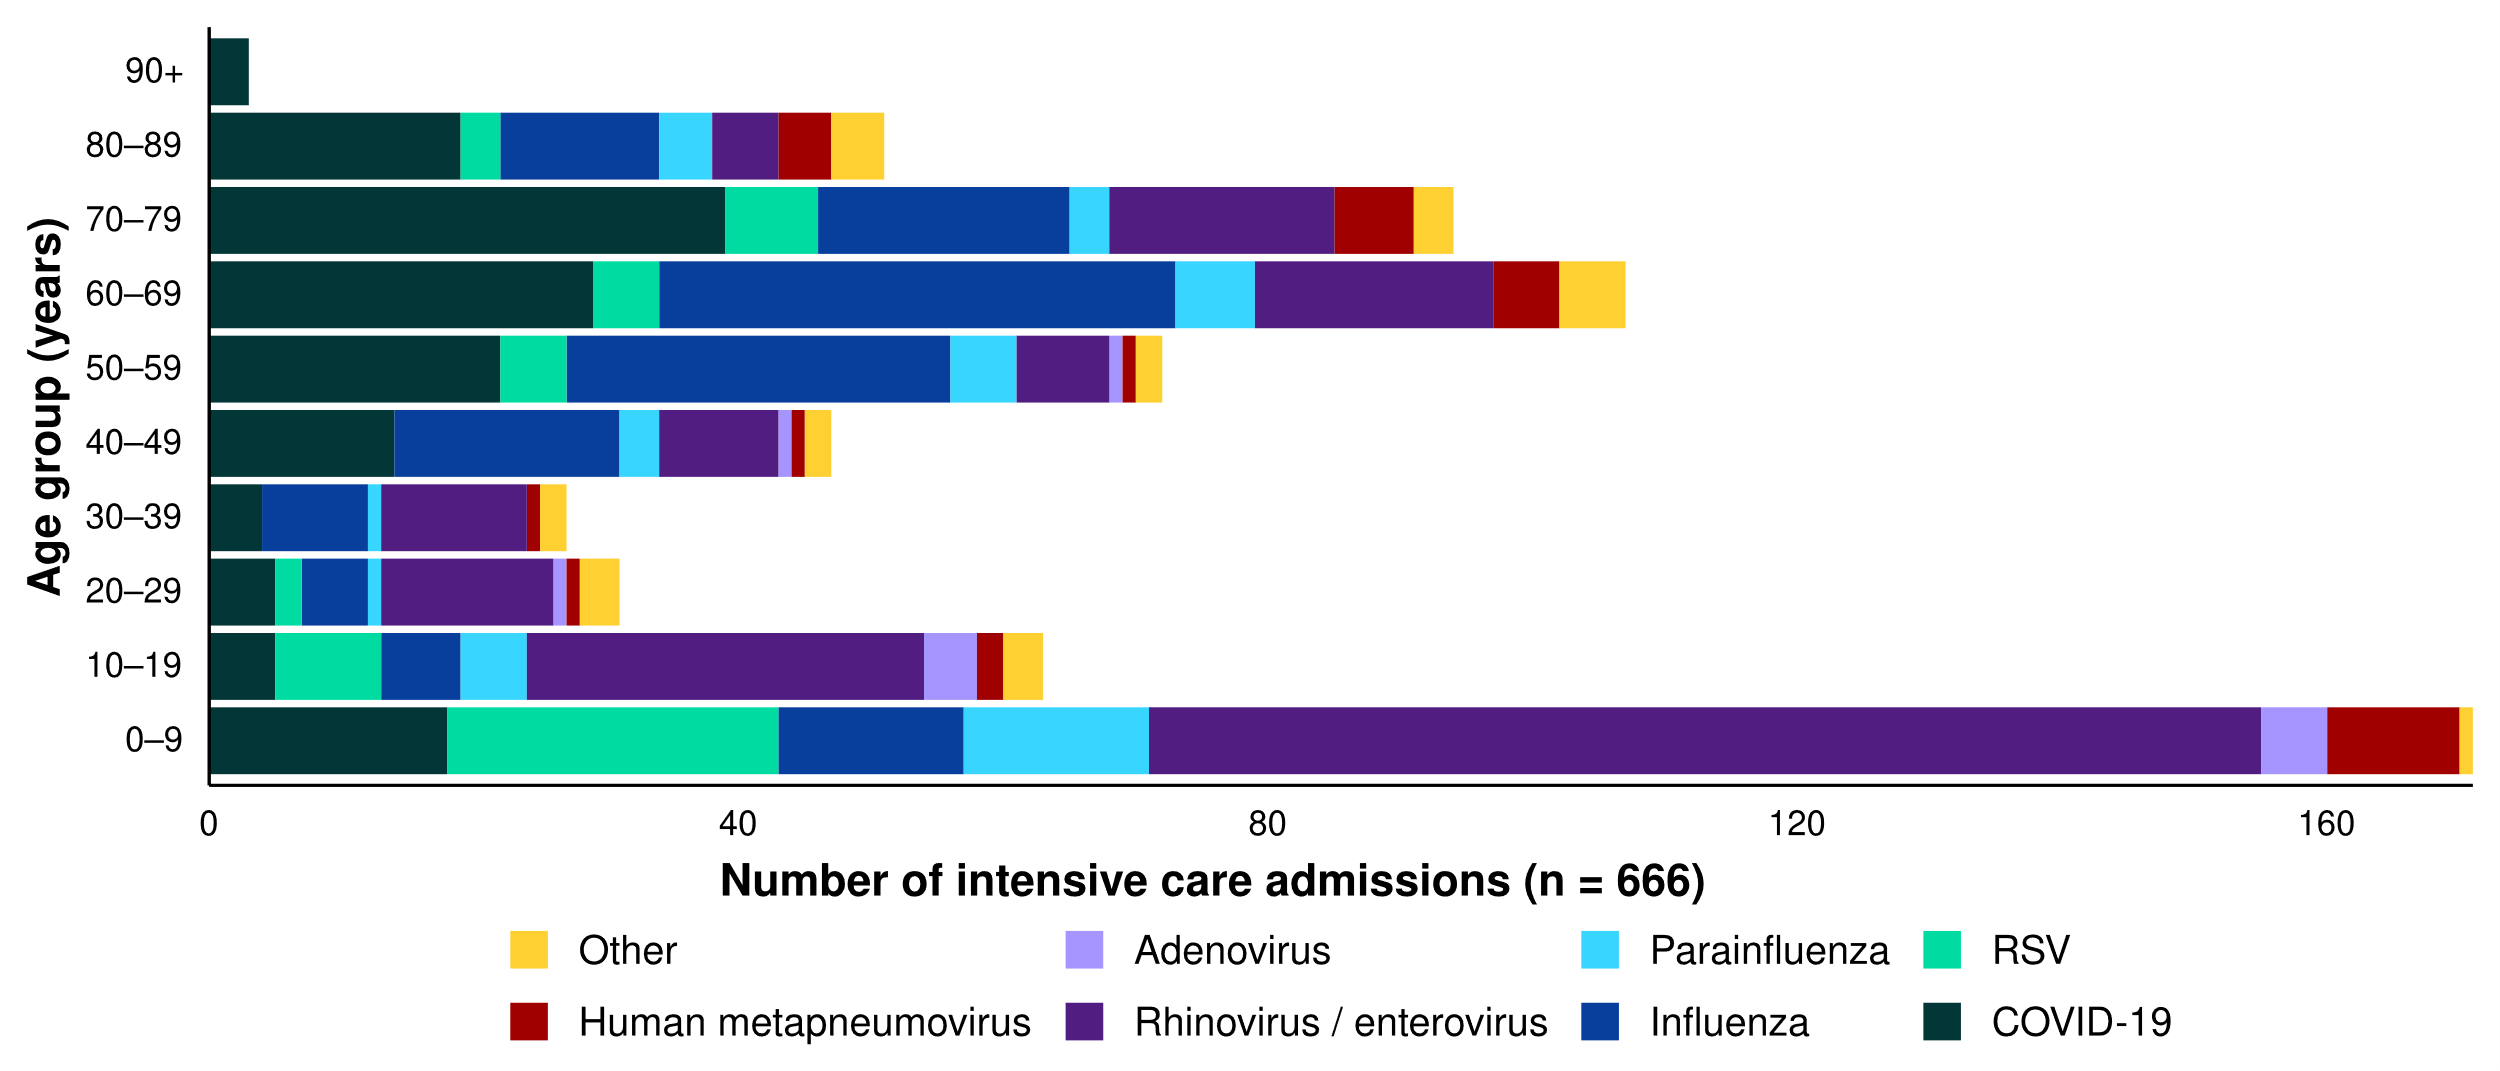 Age group (years)
90+
80–89
70–79
60–69
50–59
40–49
30–39
20–29
10–19
0–9
0 40 80 120 160
Number of intensive care admissions (n = 666)
Other Adenovirus Parainfluenza RSV
Human metapneumovirus Rhinovirus / enterovirus Influenza COVID-19